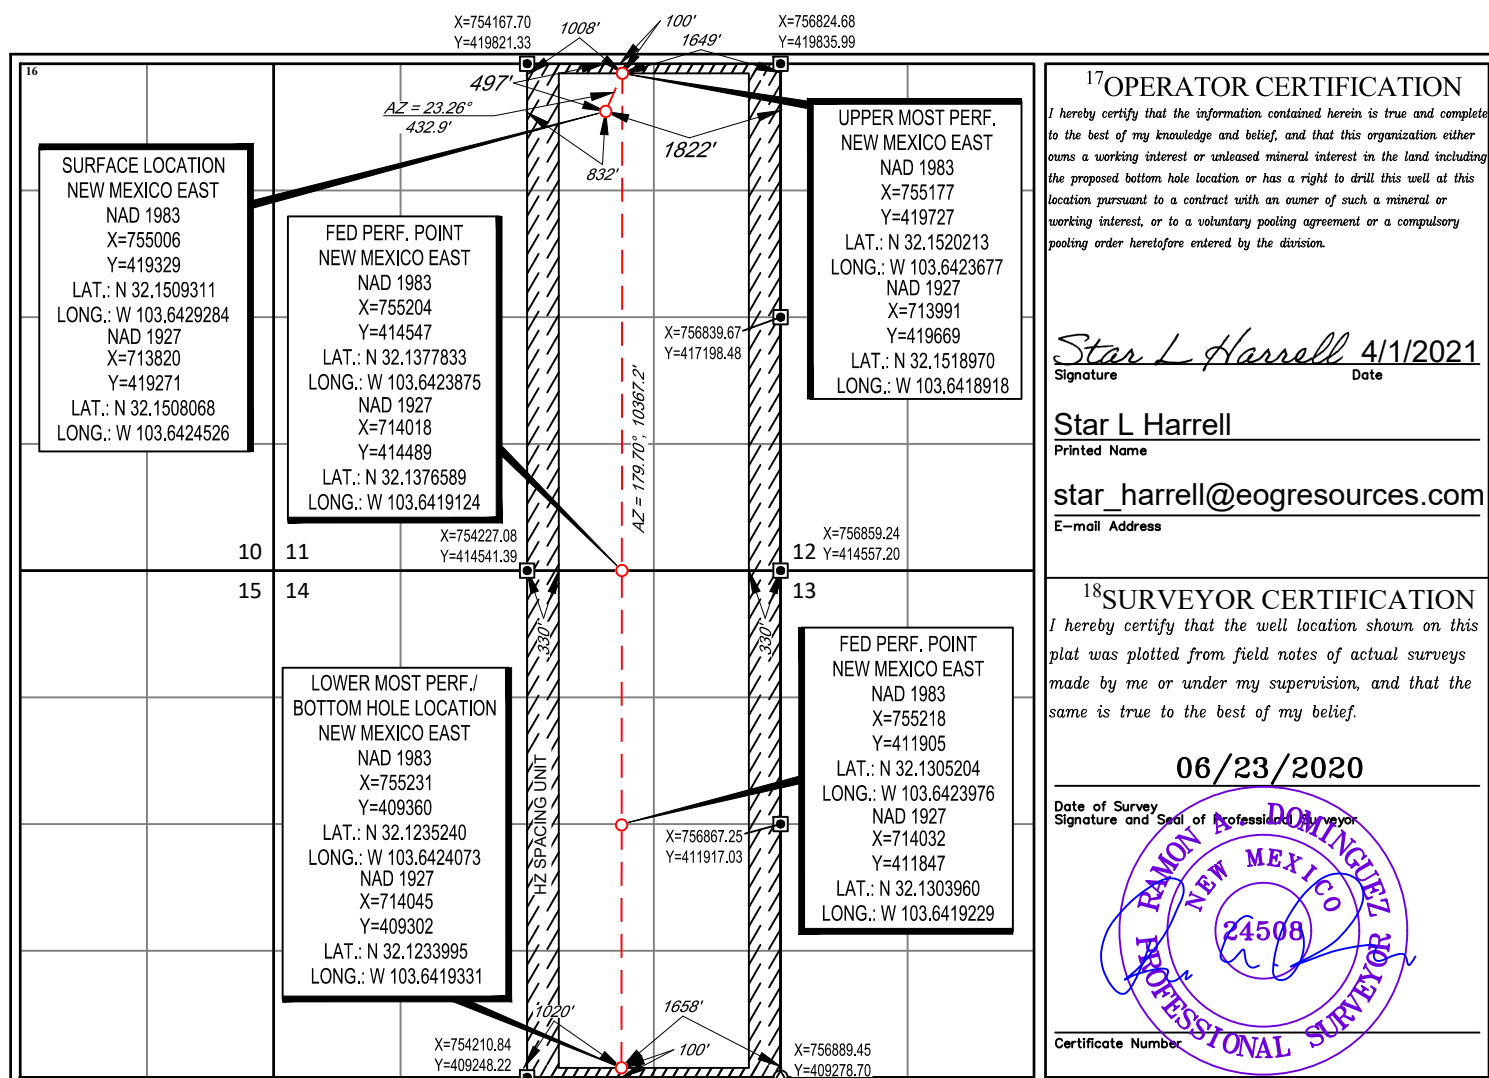 X=754167.70
Y=419821.33
1008'
100'
1649'
X=756824.68
Y=419835.99
16
497'
AZ = 23.26°
432.9'
1822'
832'
SURFACE LOCATION
NEW MEXICO EAST
NAD 1983
X=755006
Y=419329
LAT.: N 32.1509311
LONG.: W 103.6429284
NAD 1927
X=713820
Y=419271
LAT.: N 32.1508068
LONG.: W 103.6424526
FED PERF. POINT
NEW MEXICO EAST
NAD 1983
X=755204
Y=414547
LAT.: N 32.1377833
LONG.: W 103.6423875
NAD 1927
X=714018
Y=414489
LAT.: N 32.1376589
LONG.: W 103.6419124
UPPER MOST PERF.
NEW MEXICO EAST
NAD 1983
X=755177
Y=419727
LAT.: N 32.1520213
LONG.: W 103.6423677
NAD 1927
X=713991
Y=419669
LAT.: N 32.1518970
LONG.: W 103.6418918
X=756839.67
Y=417198.48
AZ = 179.70°, 10367.2'
X=754227.08
Y=414541.39
X=756859.24
Y=414557.20
10
11
12
15
14
13
330'
330'
LOWER MOST PERF./
BOTTOM HOLE LOCATION
NEW MEXICO EAST
NAD 1983
X=755231
Y=409360
LAT.: N 32.1235240
LONG.: W 103.6424073
NAD 1927
X=714045
Y=409302
LAT.: N 32.1233995
LONG.: W 103.6419331
HZ SPACING UNIT
FED PERF. POINT
NEW MEXICO EAST
NAD 1983
X=755218
Y=411905
LAT.: N 32.1305204
LONG.: W 103.6423976
NAD 1927
X=714032
Y=411847
LAT.: N 32.1303960
LONG.: W 103.6419229
X=756867.25
Y=411917.03
1020'
1658'
100'
X=754210.84
Y=409248.22
X=756889.45
Y=409278.70
17 OPERATOR CERTIFICATION
I hereby certify that the information contained herein is true and complete
to the best of my knowledge and belief, and that this organization either
owns a working interest or unleased mineral interest in the land including
the proposed bottom hole location or has a right to drill this well at this
location pursuant to a contract with an owner of such a mineral or
working interest, or to a voluntary pooling agreement or a compulsory
pooling order heretofore entered by the division.
Star L Harrell 4/1/2021
Signature Date
Star L Harrell
Printed Name
star_harrell@eogresources.com
E-mail Address
18 SURVEYOR CERTIFICATION
I hereby certify that the well location shown on this
plat was plotted from field notes of actual surveys
made by me or under my supervision, and that the
same is true to the best of my belief.
06/23/2020
Date of Survey
Signature and Seal of Professional Surveyor
RAMON A. DOMINGUEZ
NEW MEXICO
24508
PROFESSIONAL SURVEYOR
Certificate Number